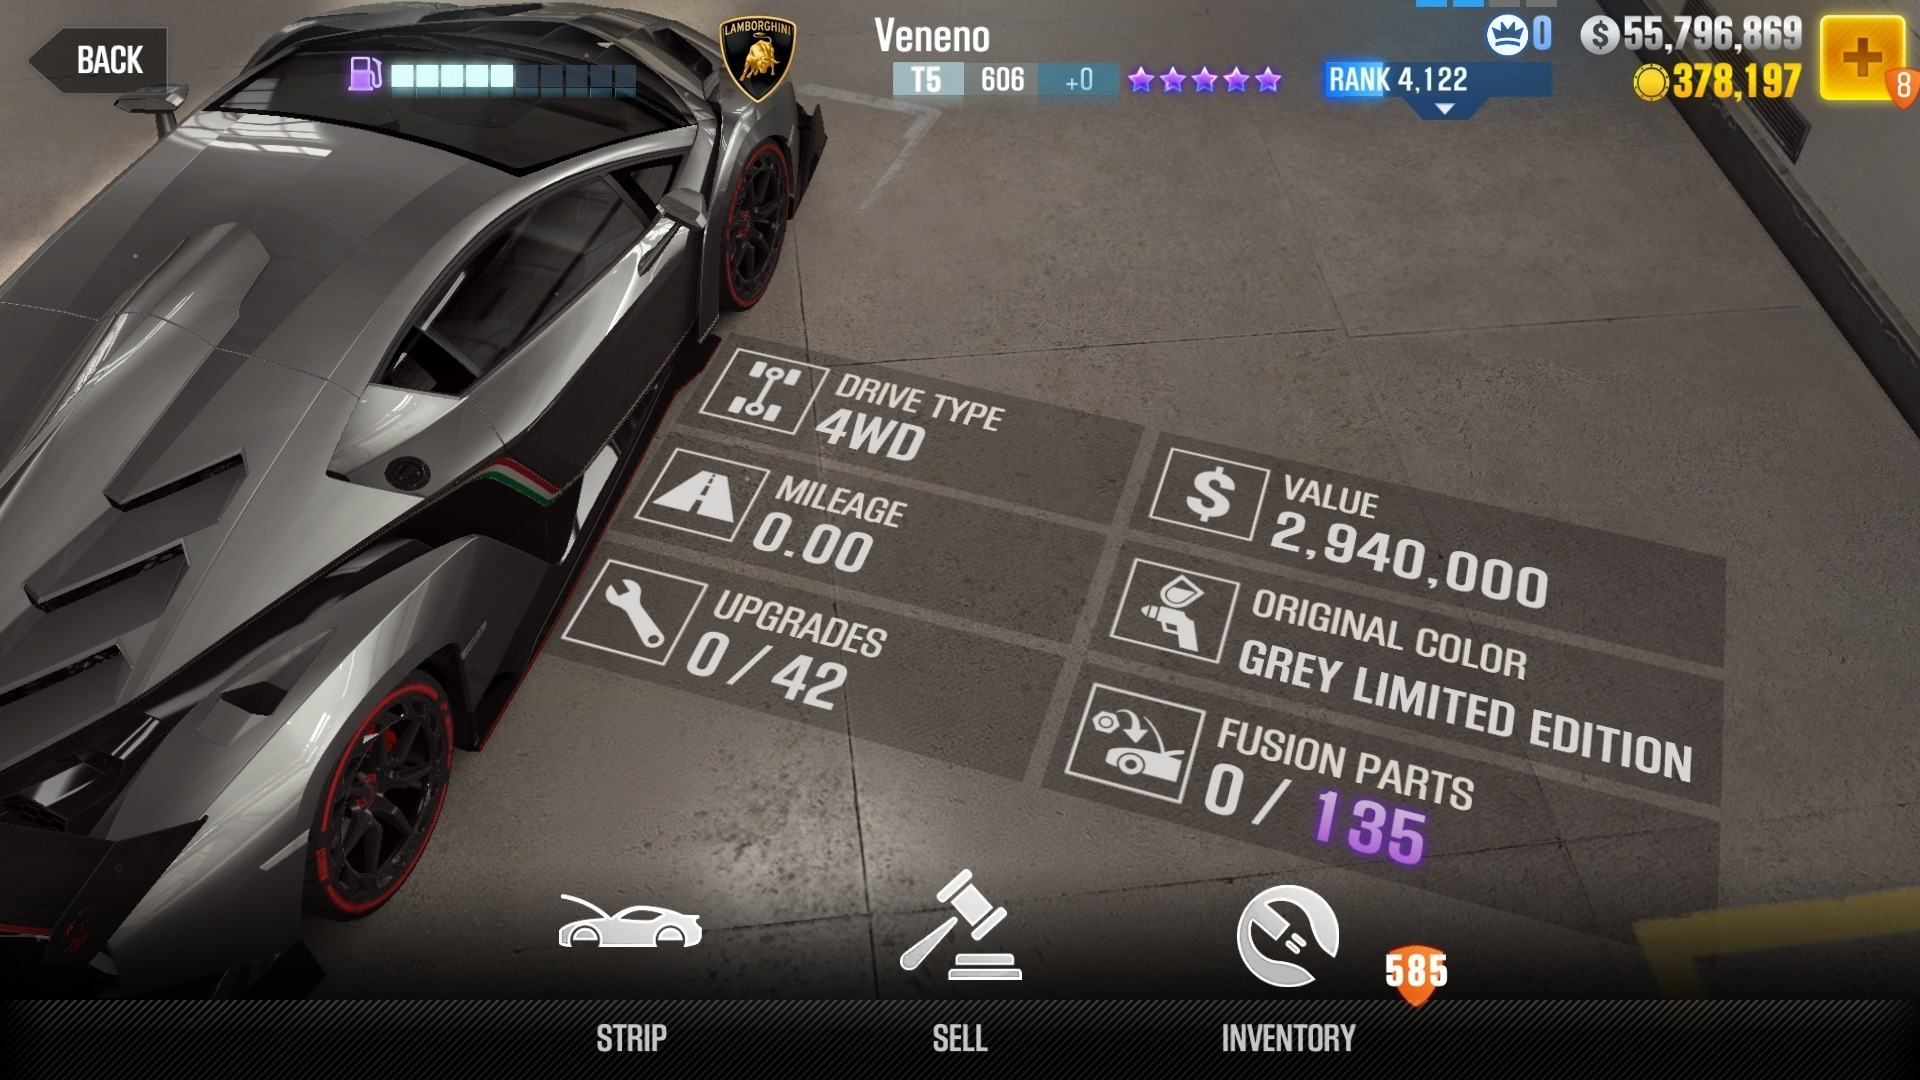 BACK
LAMBORGHINI
Veneno
T5 606 +0
RANK 4,122
0
55,796,869
378,197
8
DRIVE TYPE
4WD
MILEAGE
0.00
UPGRADES
0/42
VALUE
2,940,000
ORIGINAL COLOR
GREY LIMITED EDITION
FUSION PARTS
0/ 135
585
STRIP
SELL
INVENTORY